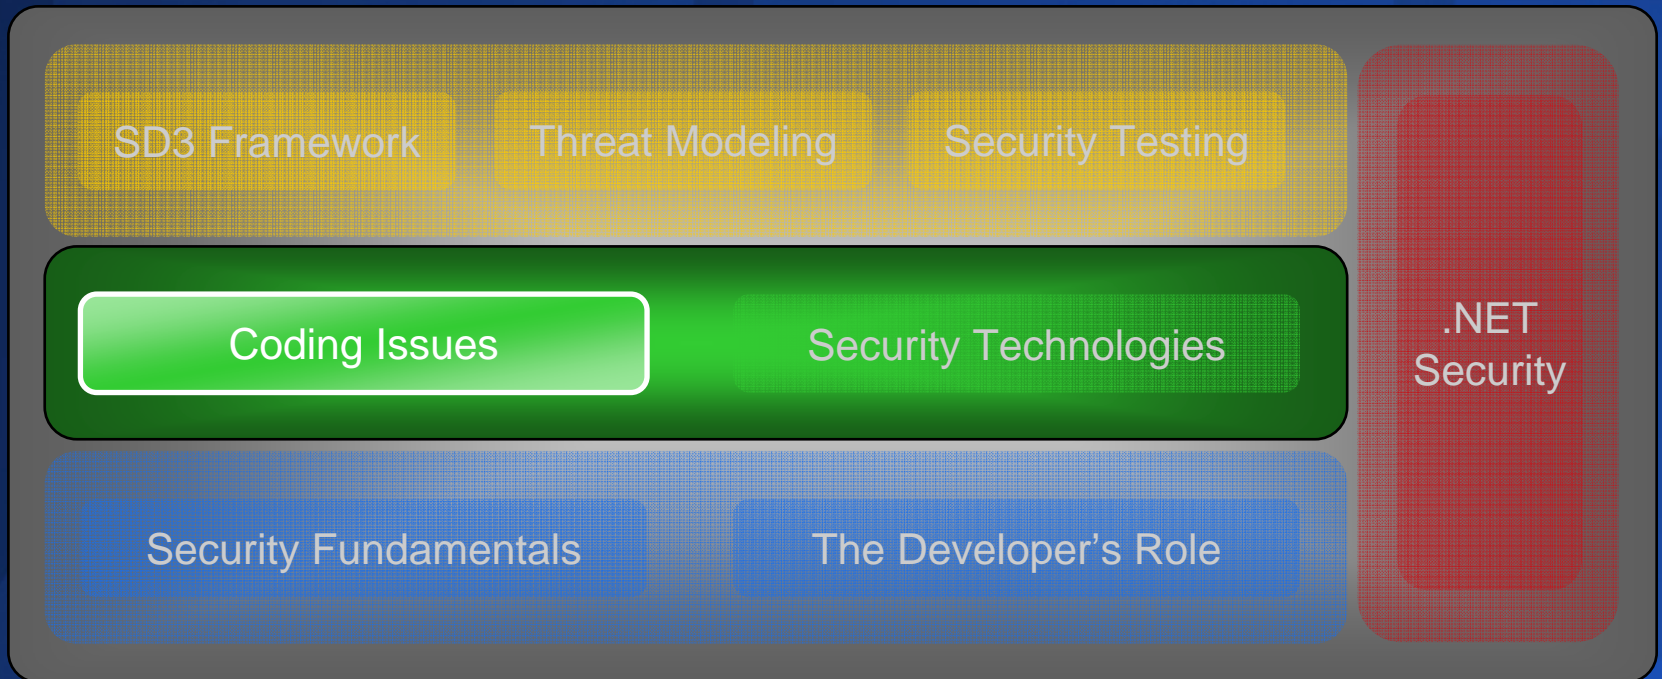 SD3 Framework
Threat Modeling
Security Testing
Coding Issues
Security Technologies
.NET
Security
Security Fundamentals
The Developer’s Role